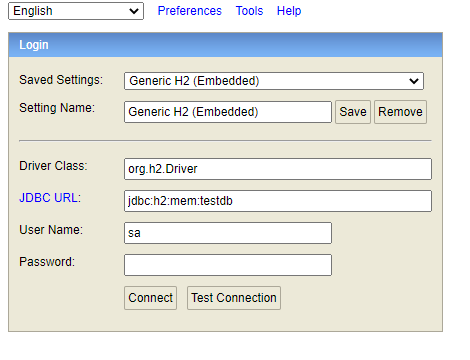 English Preferences Tools Help
Login
Saved Settings: Generic H2 (Embedded)
Setting Name: Generic H2 (Embedded) Save Remove
Driver Class: org.h2.Driver
JDBC URL: jdbc:h2:mem:testdb
User Name: sa
Password:
Connect Test Connection